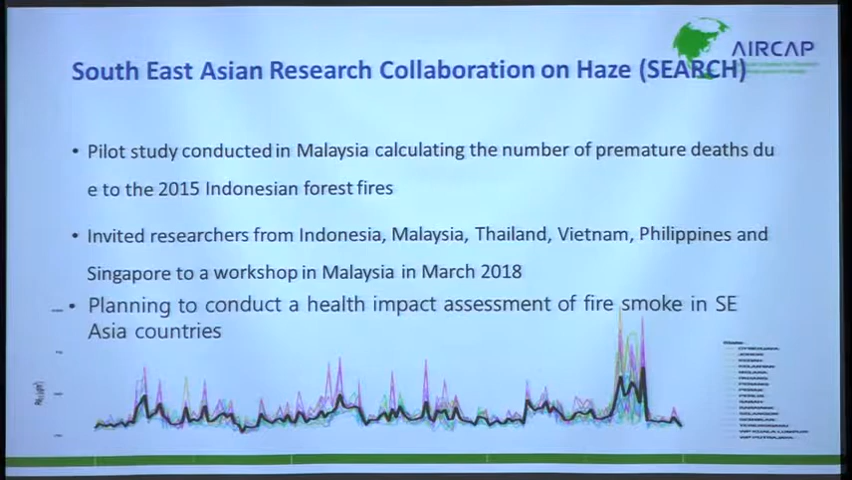 AIRCAP
South East Asian Research Collaboration on Haze (SEARCH)
• Pilot study conducted in Malaysia calculating the number of premature deaths du
e to the 2015 Indonesian forest fires
• Invited researchers from Indonesia, Malaysia, Thailand, Vietnam, Philippines and
Singapore to a workshop in Malaysia in March 2018
• Planning to conduct a health impact assessment of fire smoke in SE
Asia countries